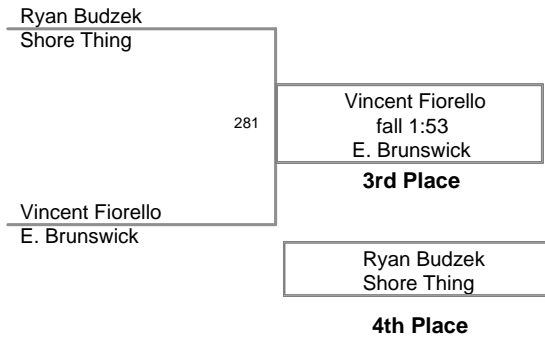 Ryan Budzek
Shore Thing
281
Vincent Fiorello
fall 1:53
E. Brunswick
3rd Place
Vincent Fiorello
E. Brunswick
Ryan Budzek
Shore Thing
4th Place